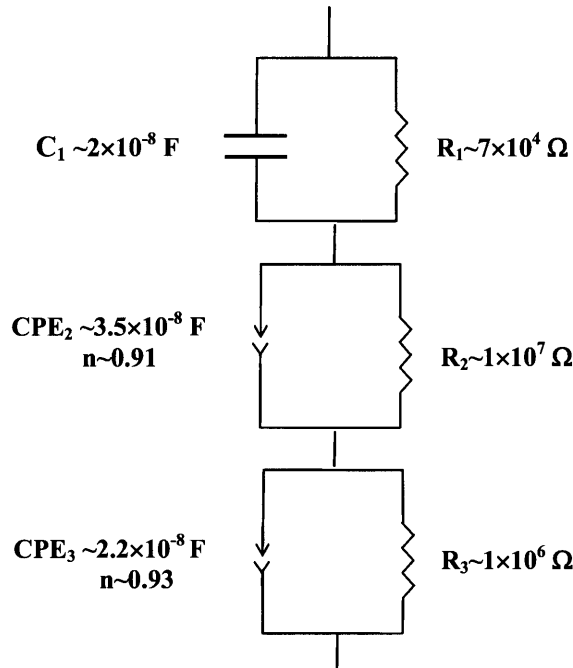 C₁ ~2×10⁻⁸ F
R₁~7×10⁴ Ω
CPE₂ ~3.5×10⁻⁸ F
n~0.91
R₂~1×10⁷ Ω
CPE₃ ~2.2×10⁻⁸ F
n~0.93
R₃~1×10⁶ Ω